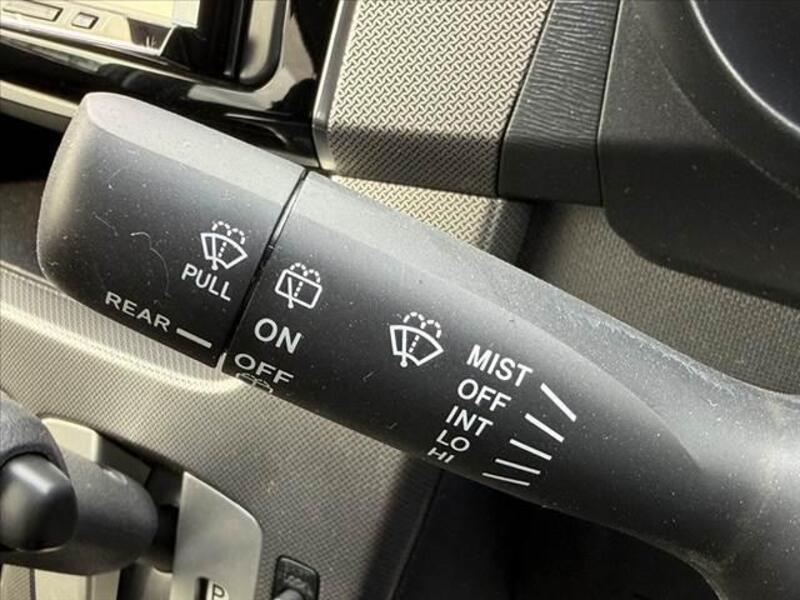 PULL
REAR
ON
OFF
MIST
OFF
INT
LO
HI
P